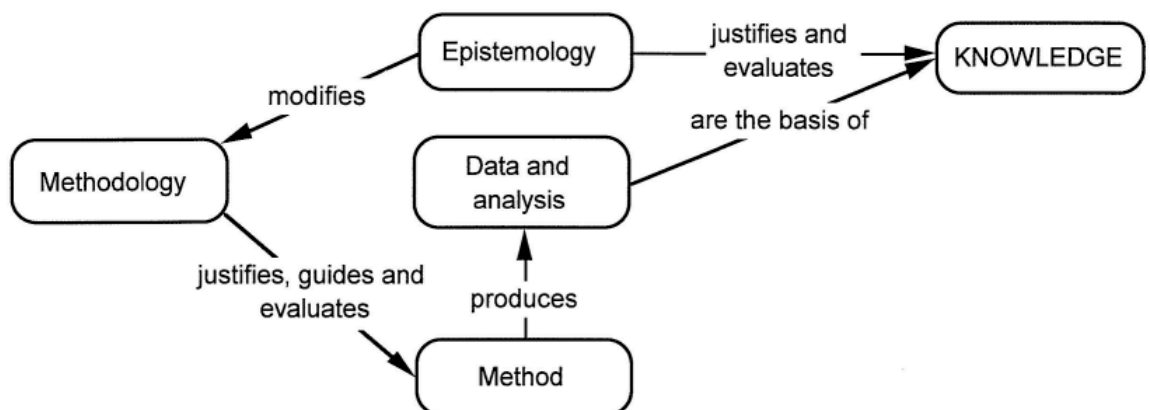 Epistemology
justifies and
evaluates
KNOWLEDGE
modifies
are the basis of
Data and
analysis
Methodology
justifies, guides and
evaluates
produces
Method